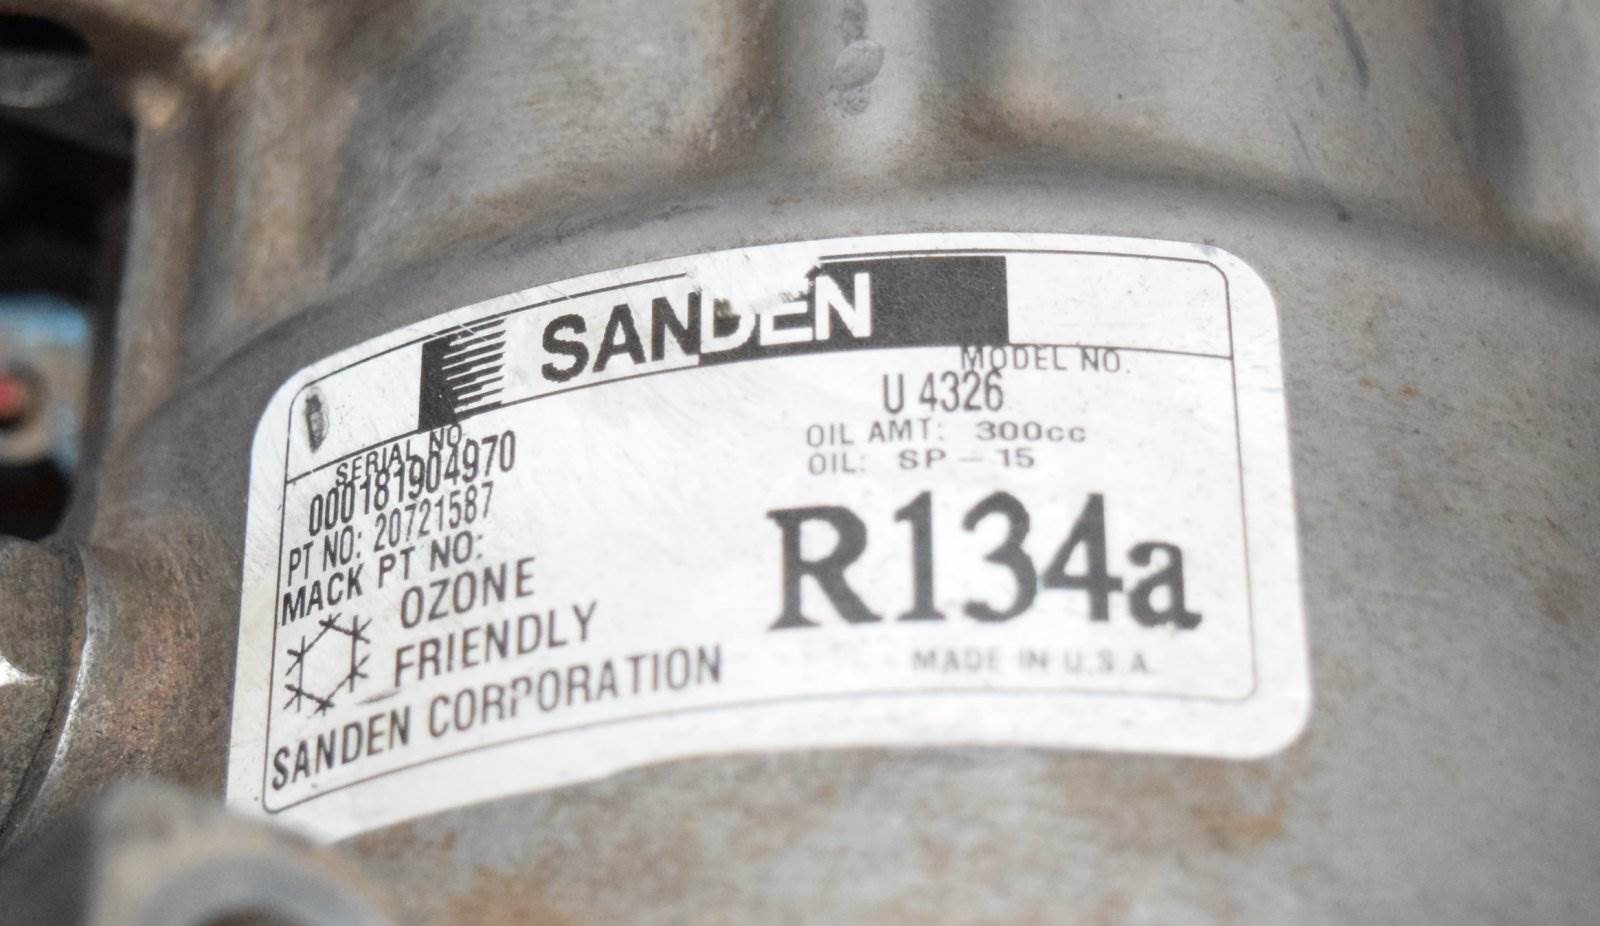 SANDEN
MODEL NO.
U 4326
OIL AMT: 300cc
OIL: SP-15
R134a
MADE IN U.S.A.
SERIAL NO.
000181904970
PT NO: 20721587
MACK PT NO:
OZONE
FRIENDLY
SANDEN CORPORATION